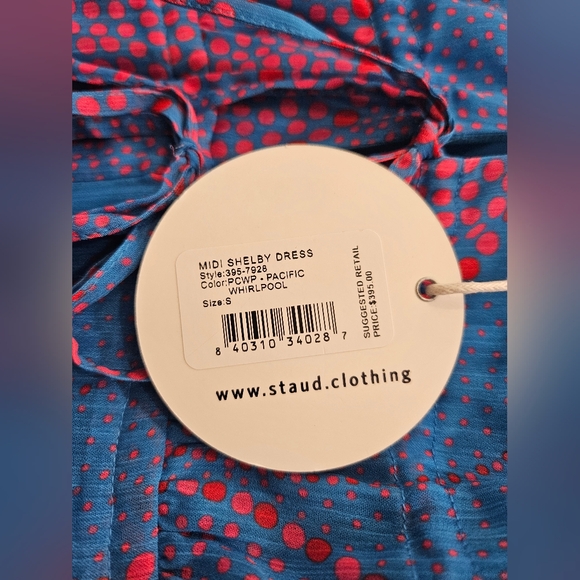 MIDI SHELBY DRESS
Style:395-7928
Color:PCWP - PACIFIC
WHIRLPOOL
Size:S
8 40310 34028 7
SUGGESTED RETAIL
PRICE:$395.00
www.staud.clothing